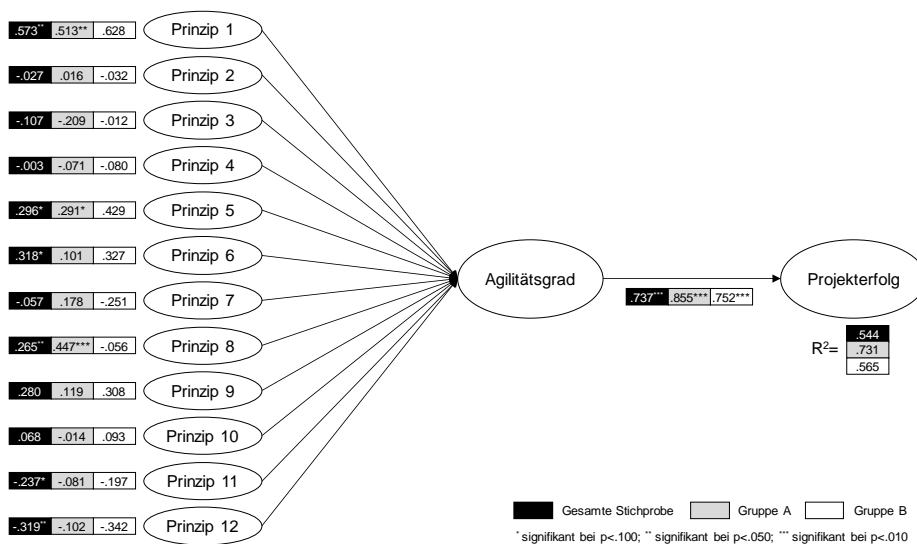 .573** .513** .628 Prinzip 1
-.027 .016 -.032 Prinzip 2
-.107 -.209 -.012 Prinzip 3
-.003 -.071 -.080 Prinzip 4
.296* .291* .429 Prinzip 5
.318* .101 .327 Prinzip 6
-.057 .178 -.251 Prinzip 7
.265** .447*** -.056 Prinzip 8
.280 .119 .308 Prinzip 9
.068 -.014 .093 Prinzip 10
-.237* -.081 -.197 Prinzip 11
-.319** -.102 -.342 Prinzip 12
Agilitätsgrad
.737*** .855*** .752***
Projekterfolg
R²=
.544
.731
.565
Gesamte Stichprobe Gruppe A Gruppe B
* signifikant bei p<.100; ** signifikant bei p<.050; *** signifikant bei p<.010